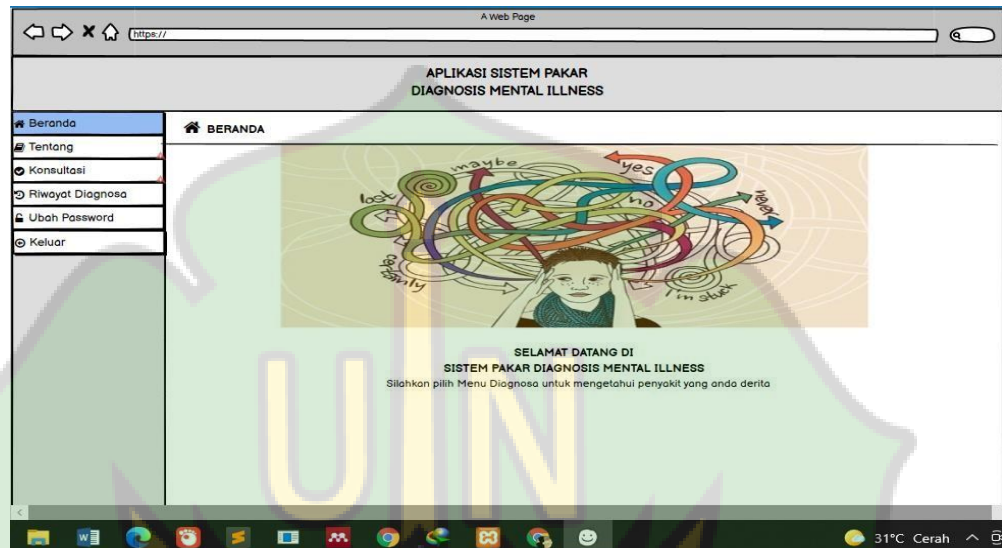 A Web Page
https://
APLIKASI SISTEM PAKAR
DIAGNOSIS MENTAL ILLNESS
Beranda
Tentang
Konsultasi
Riwayat Diagnosa
Ubah Password
Keluar
BERANDA
maybe
yes
lost
no
never
certainly
I'm stuck
SELAMAT DATANG DI
SISTEM PAKAR DIAGNOSIS MENTAL ILLNESS
Silahkan pilih Menu Diagnosa untuk mengetahui penyakit yang anda derita
UIN
31°C Cerah